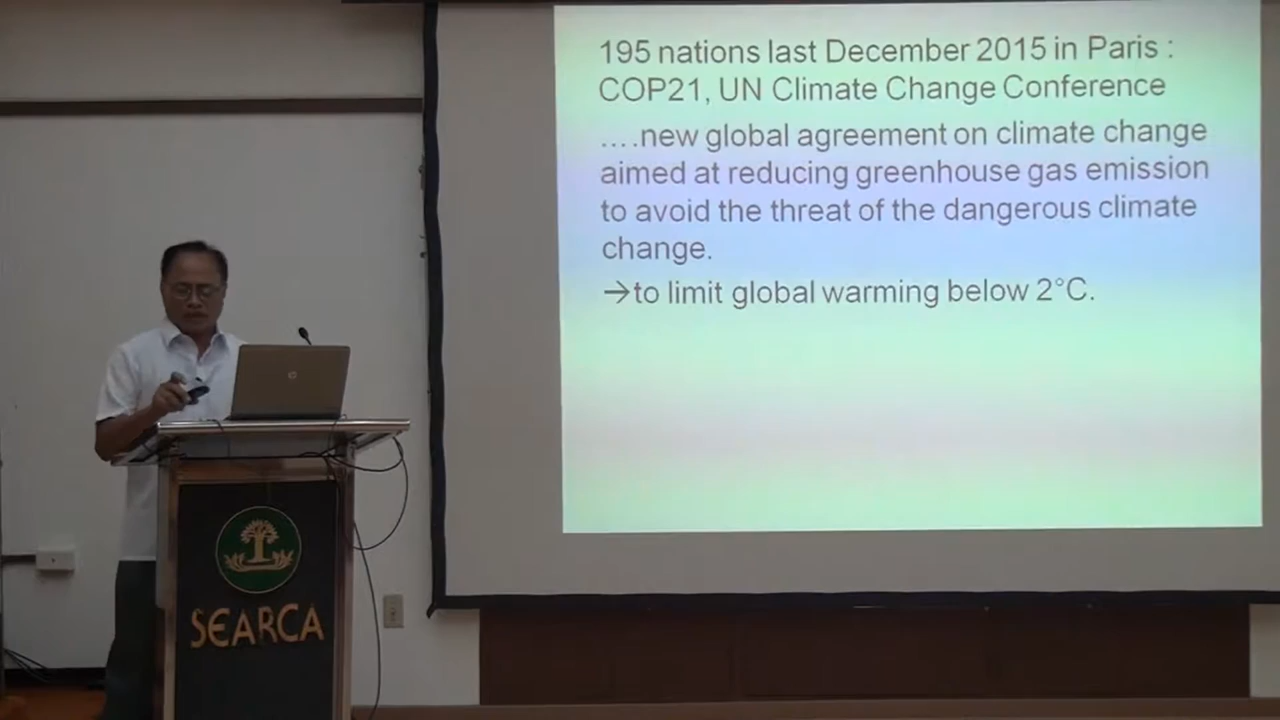 195 nations last December 2015 in Paris :
COP21, UN Climate Change Conference
….new global agreement on climate change
aimed at reducing greenhouse gas emission
to avoid the threat of the dangerous climate
change.
→to limit global warming below 2°C.
hp
SEARCA